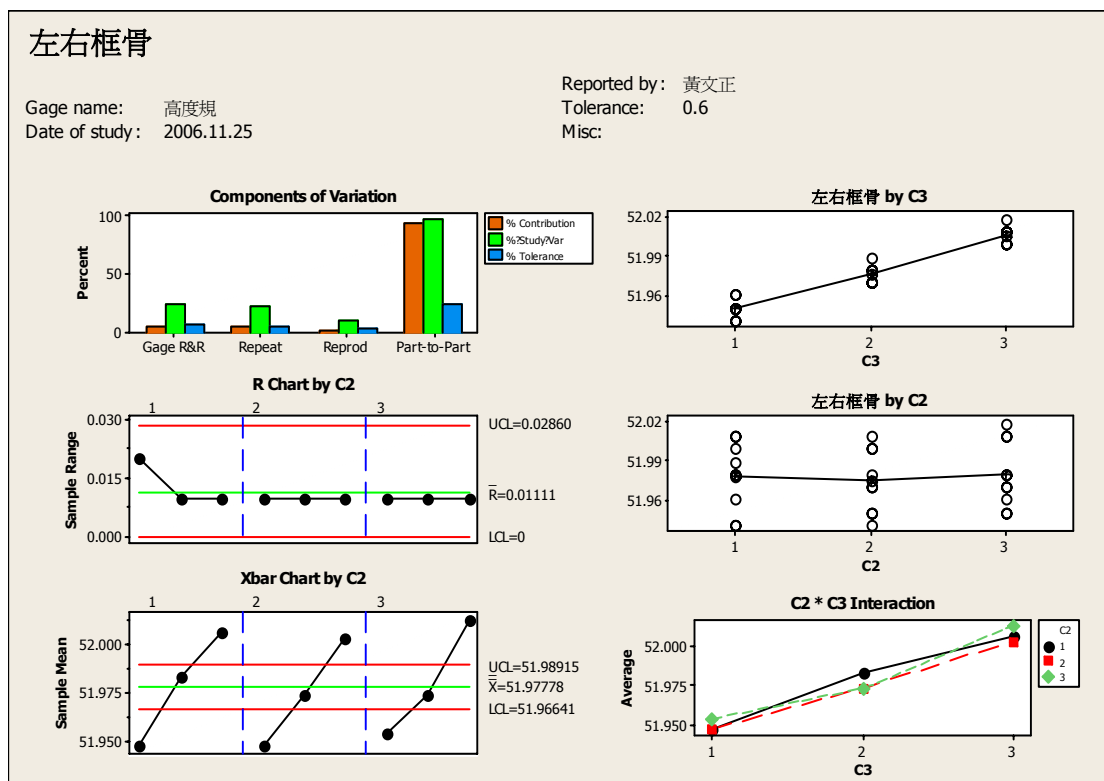 左右框骨
Gage name: 高度規
Date of study: 2006.11.25
Reported by: 黃文正
Tolerance: 0.6
Misc:
Components of Variation
100
50
0
Percent
Gage R&R Repeat Reprod Part-to-Part
% Contribution
%?Study?Var
% Tolerance
R Chart by C2
1 2 3
0.030
0.015
0.000
Sample Range
UCL=0.02860
R=0.01111
LCL=0
Xbar Chart by C2
1 2 3
52.000
51.975
51.950
Sample Mean
UCL=51.98915
X=51.97778
LCL=51.96641
左右框骨 by C3
52.02
51.99
51.96
1 2 3
C3
左右框骨 by C2
52.02
51.99
51.96
1 2 3
C2
C2 * C3 Interaction
52.000
51.975
51.950
Average
1 2 3
C3
C2
1
2
3